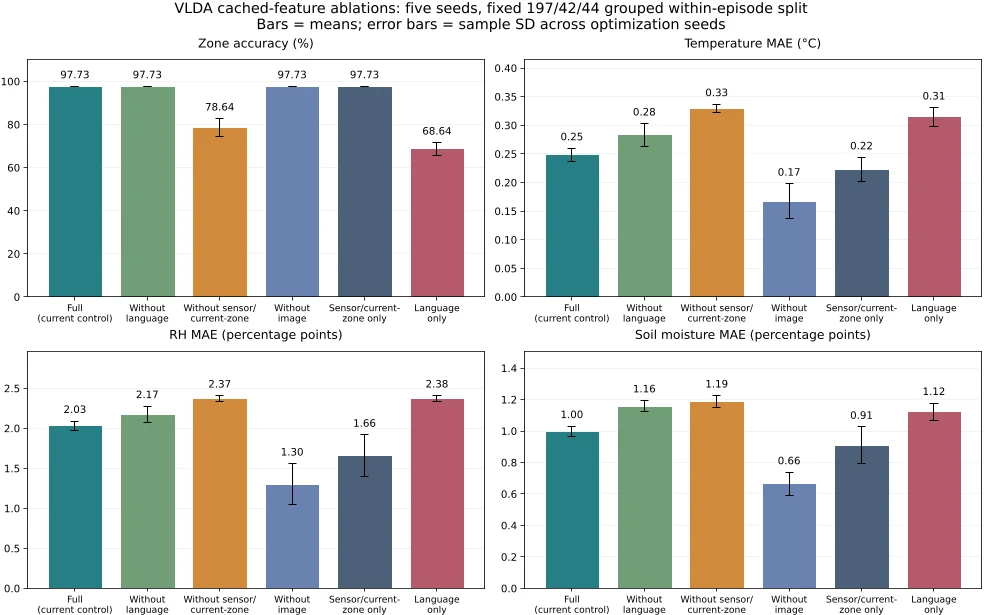 VLDA cached-feature ablations: five seeds, fixed 197/42/44 grouped within-episode split
Bars = means; error bars = sample SD across optimization seeds
Zone accuracy (%)
100
80
60
40
20
0
97.73
97.73
78.64
97.73
97.73
68.64
Full
(current control)
Without
language
Without sensor/
current-zone
Without
image
Sensor/current-
zone only
Language
only
Temperature MAE (°C)
0.40
0.35
0.30
0.25
0.20
0.15
0.10
0.05
0.00
0.25
0.28
0.33
0.17
0.22
0.31
Full
(current control)
Without
language
Without sensor/
current-zone
Without
image
Sensor/current-
zone only
Language
only
RH MAE (percentage points)
2.5
2.0
1.5
1.0
0.5
0.0
2.03
2.17
2.37
1.30
1.66
2.38
Full
(current control)
Without
language
Without sensor/
current-zone
Without
image
Sensor/current-
zone only
Language
only
Soil moisture MAE (percentage points)
1.4
1.2
1.0
0.8
0.6
0.4
0.2
0.0
1.00
1.16
1.19
0.66
0.91
1.12
Full
(current control)
Without
language
Without sensor/
current-zone
Without
image
Sensor/current-
zone only
Language
only